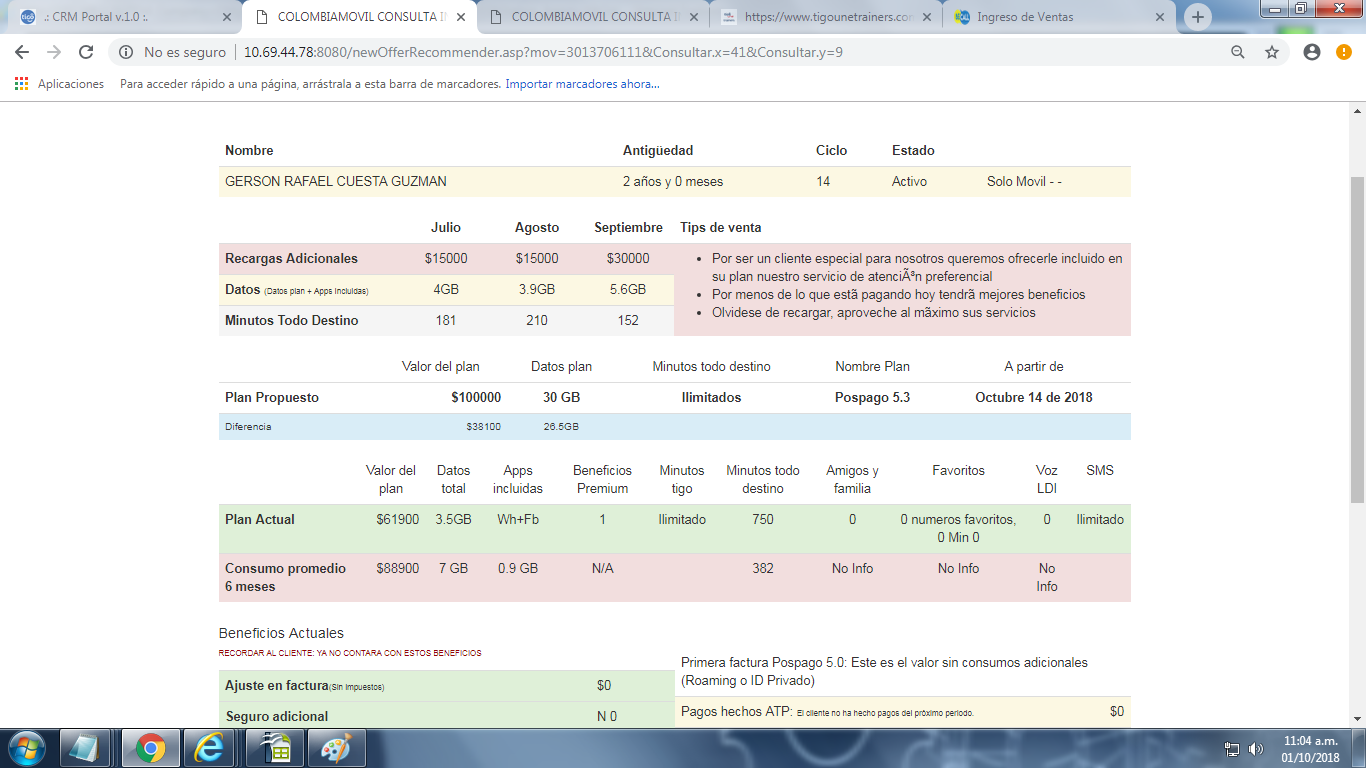 .: CRM Portal v.1.0 :.
COLOMBIAMOVIL CONSULTA I
COLOMBIAMOVIL CONSULTA I
https://www.tigounetrainers.co
Ingreso de Ventas
No es seguro | 10.69.44.78:8080/newOfferRecommender.asp?mov=3013706111&Consultar.x=41&Consultar.y=9
Aplicaciones Para acceder rápido a una página, arrástrala a esta barra de marcadores. Importar marcadores ahora...
Nombre Antigüedad Ciclo Estado
GERSON RAFAEL CUESTA GUZMAN 2 años y 0 meses 14 Activo Solo Movil - -
Julio Agosto Septiembre Tips de venta
Recargas Adicionales $15000 $15000 $30000
Datos (Datos plan + Apps Incluidas) 4GB 3.9GB 5.6GB
Minutos Todo Destino 181 210 152
• Por ser un cliente especial para nosotros queremos ofrecerle incluido en
su plan nuestro servicio de atenciÃªn preferencial
• Por menos de lo que estã pagando hoy tendrã mejores beneficios
• Olvidese de recargar, aproveche al mãximo sus servicios
Valor del plan Datos plan Minutos todo destino Nombre Plan A partir de
Plan Propuesto $100000 30 GB Ilimitados Pospago 5.3 Octubre 14 de 2018
Diferencia $38100 26.5GB
Valor del plan Datos total Apps incluidas Beneficios Premium Minutos tigo Minutos todo destino Amigos y familia Favoritos Voz LDI SMS
Plan Actual $61900 3.5GB Wh+Fb 1 Ilimitado 750 0 0 numeros favoritos, 0 Min 0 0 Ilimitado
Consumo promedio 6 meses $88900 7 GB 0.9 GB N/A 382 No Info No Info No Info
Beneficios Actuales
RECORDAR AL CLIENTE: YA NO CONTARA CON ESTOS BENEFICIOS
Ajuste en factura(Sin Impuestos) $0
Seguro adicional N 0
Primera factura Pospago 5.0: Este es el valor sin consumos adicionales
(Roaming o ID Privado)
Pagos hechos ATP: El cliente no ha hecho pagos del próximo periodo. $0
11:04 a.m.
01/10/2018